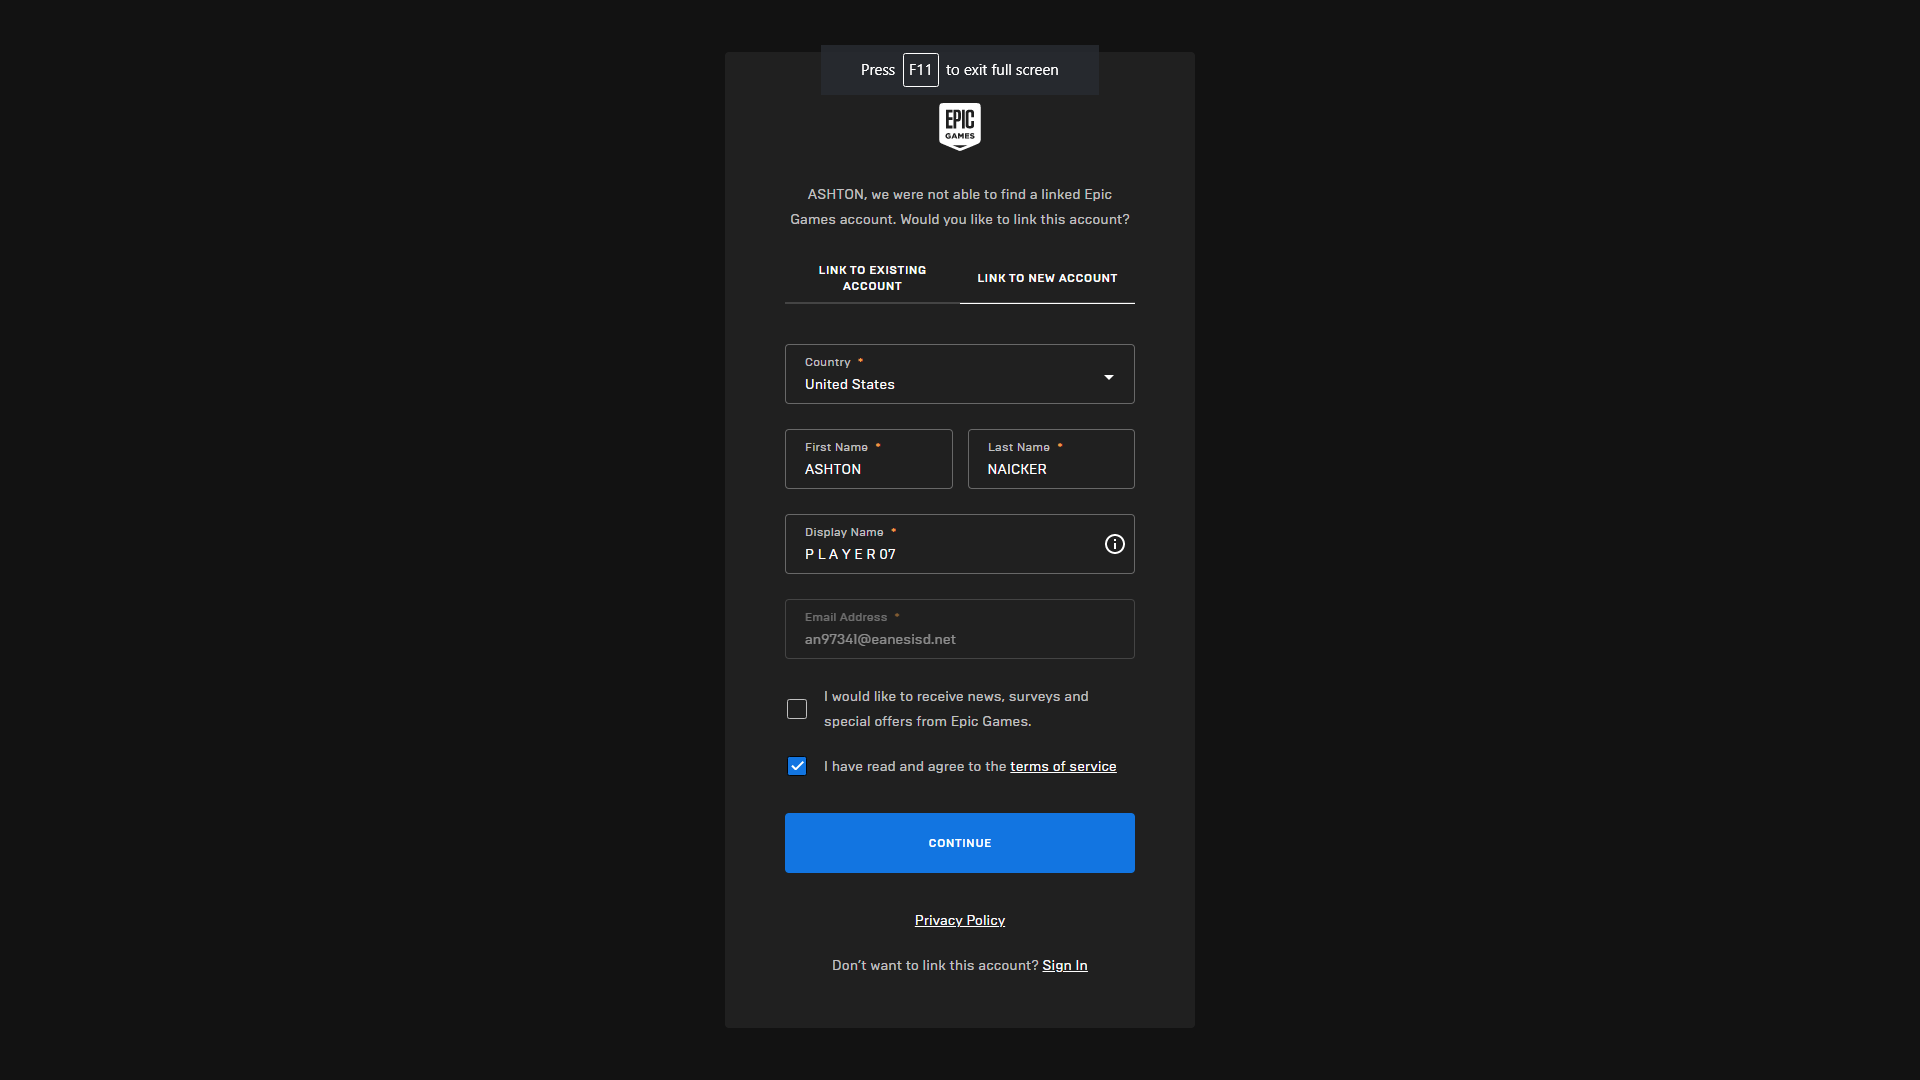 Press F11 to exit full screen
EPIC
GAMES
ASHTON, we were not able to find a linked Epic
Games account. Would you like to link this account?
LINK TO EXISTING
ACCOUNT
LINK TO NEW ACCOUNT
Country *
United States
First Name *
ASHTON
Last Name *
NAICKER
Display Name *
P L A Y E R 07
Email Address *
an97341@eanesisd.net
I would like to receive news, surveys and
special offers from Epic Games.
I have read and agree to the terms of service
CONTINUE
Privacy Policy
Don’t want to link this account? Sign In